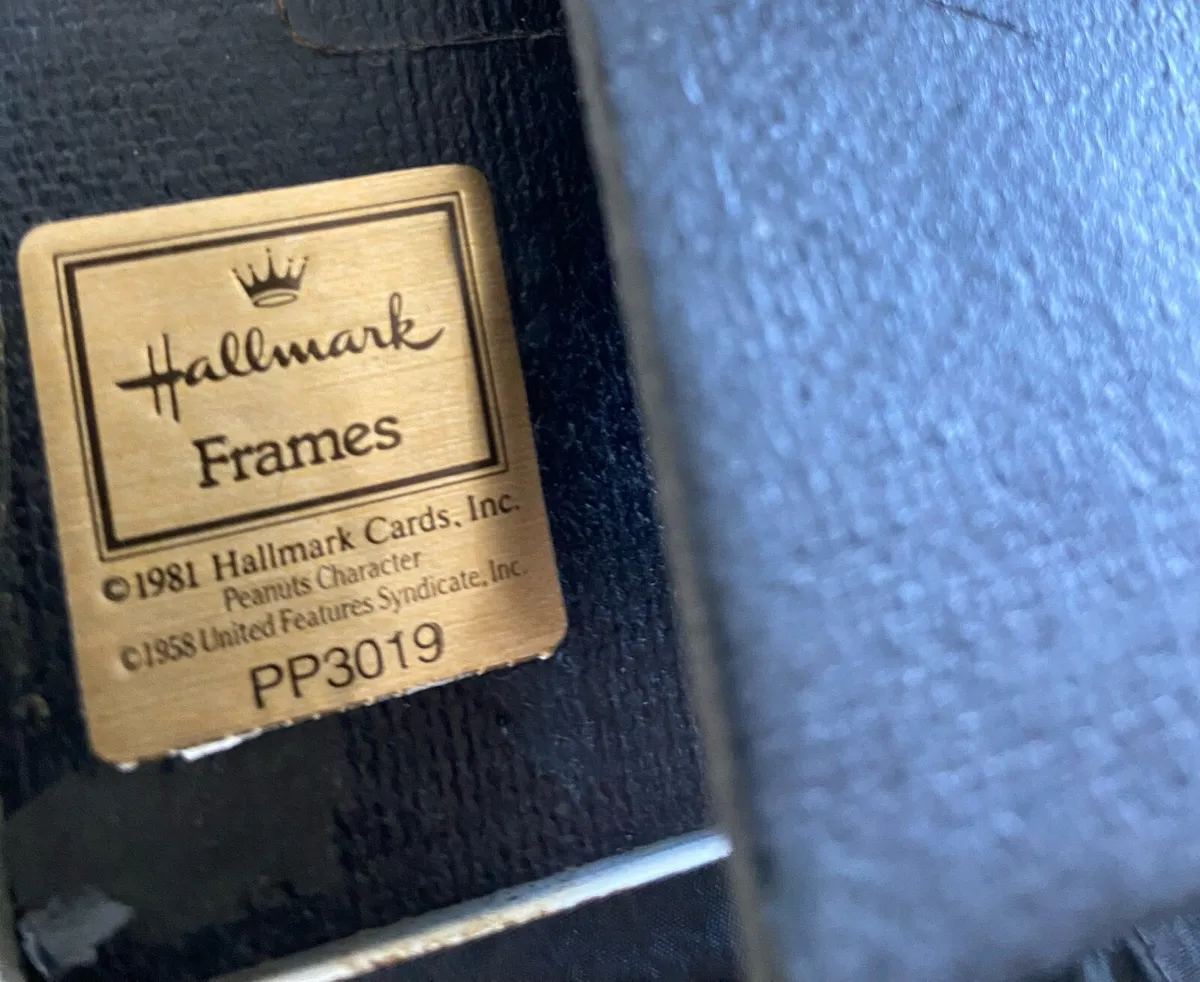 Hallmark
Frames
©1981 Hallmark Cards, Inc.
Peanuts Character
©1958 United Features Syndicate, Inc.
PP3019